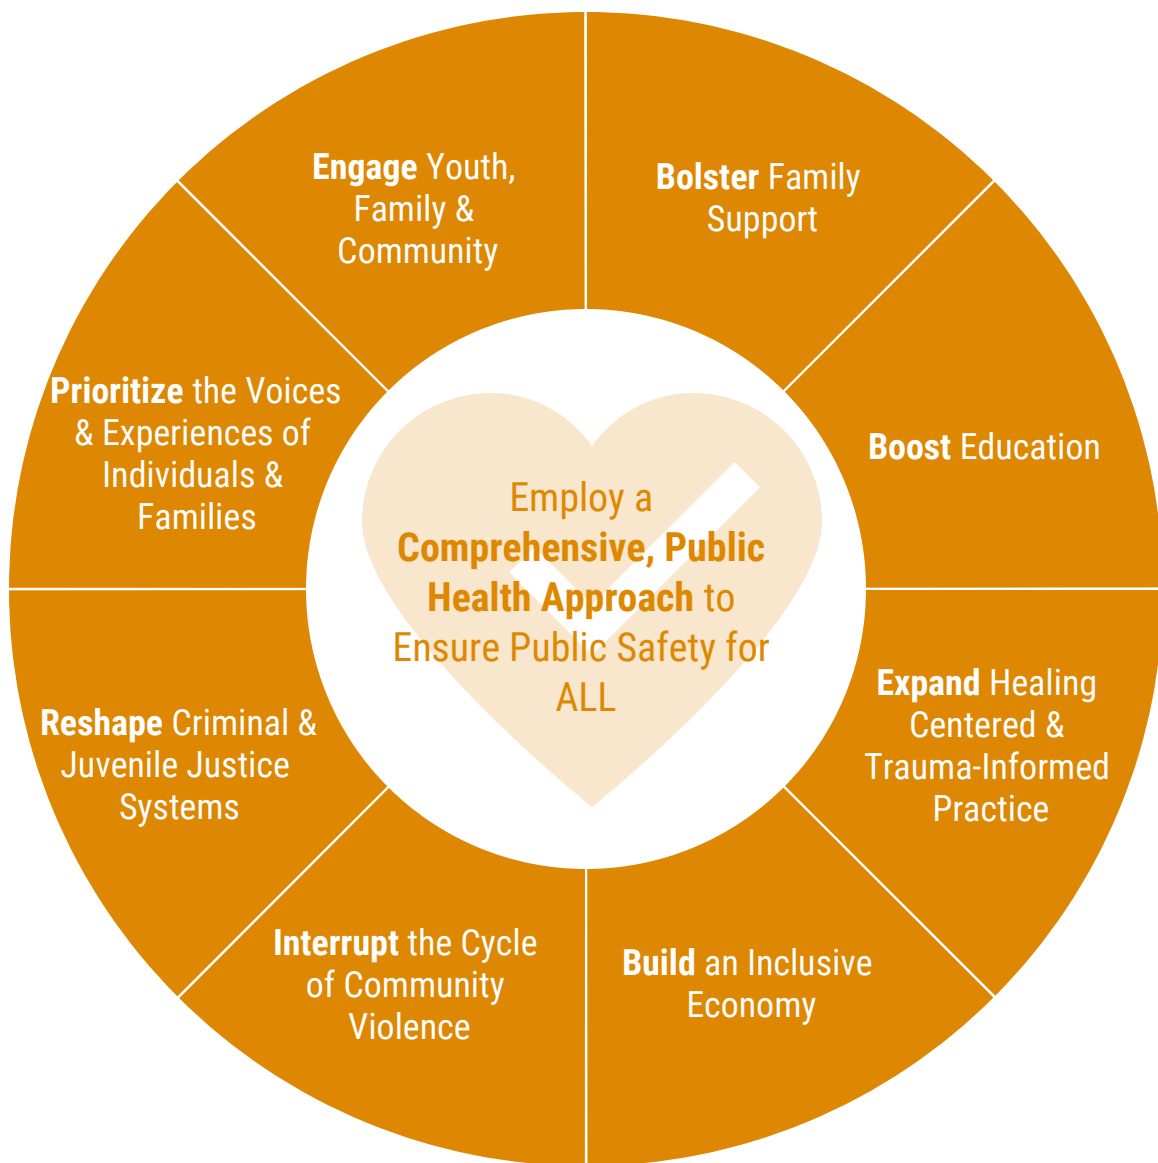 Engage Youth,
Family &
Community
Bolster Family
Support
Boost Education
Expand Healing
Centered &
Trauma-Informed
Practice
Build an Inclusive
Economy
Interrupt the Cycle
of Community
Violence
Reshape Criminal &
Juvenile Justice
Systems
Prioritize the Voices
& Experiences of
Individuals &
Families
Employ a
Comprehensive, Public
Health Approach to
Ensure Public Safety for
ALL